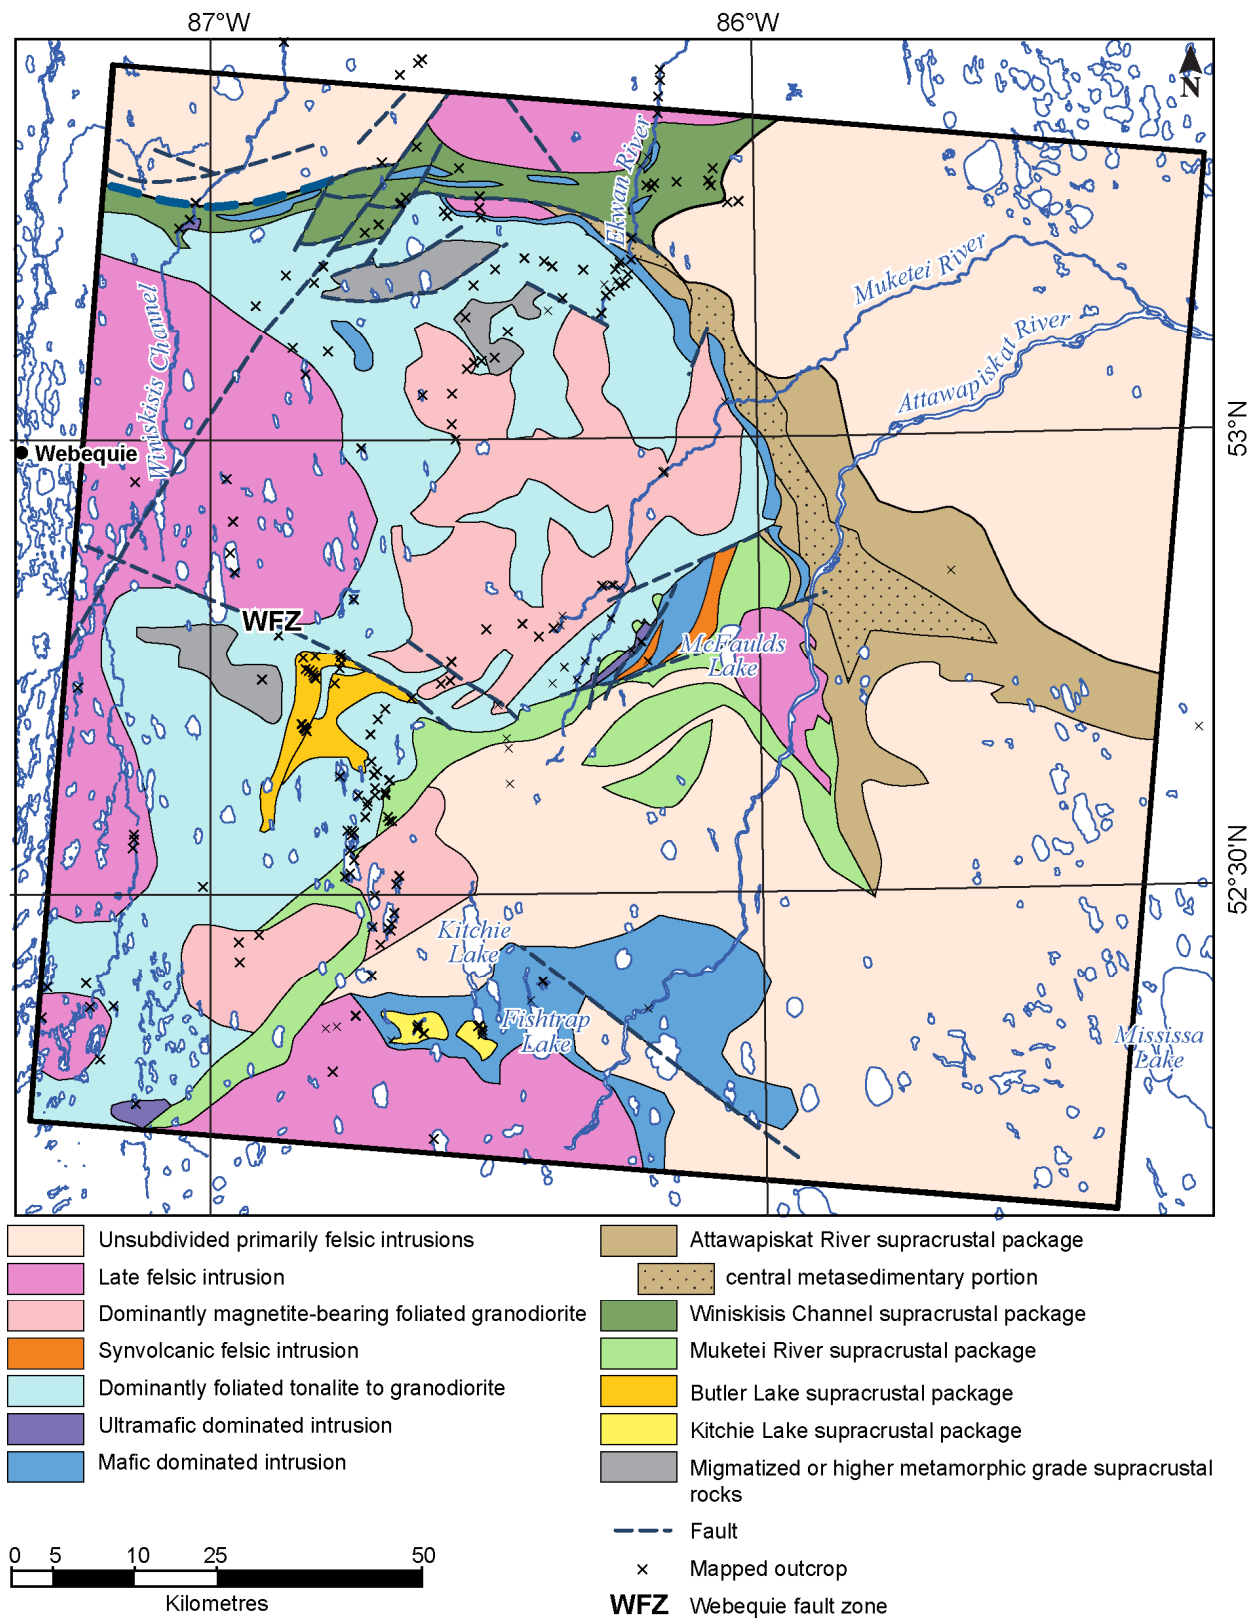 87°W
86°W
N
Ekwan River
Muketei River
Attawapiskat River
Winiskisis Channel
53°N
Webequie
WFZ
McFaulds
Lake
52°30'N
Kitchie
Lake
Fishtrap
Lake
Mississa
Lake
Unsubdivided primarily felsic intrusions
Late felsic intrusion
Dominantly magnetite-bearing foliated granodiorite
Synvolcanic felsic intrusion
Dominantly foliated tonalite to granodiorite
Ultramafic dominated intrusion
Mafic dominated intrusion
Attawapiskat River supracrustal package
central metasedimentary portion
Winiskisis Channel supracrustal package
Muketei River supracrustal package
Butler Lake supracrustal package
Kitchie Lake supracrustal package
Migmatized or higher metamorphic grade supracrustal
rocks
Fault
Mapped outcrop
WFZ Webequie fault zone
0 5 10 25 50
Kilometres